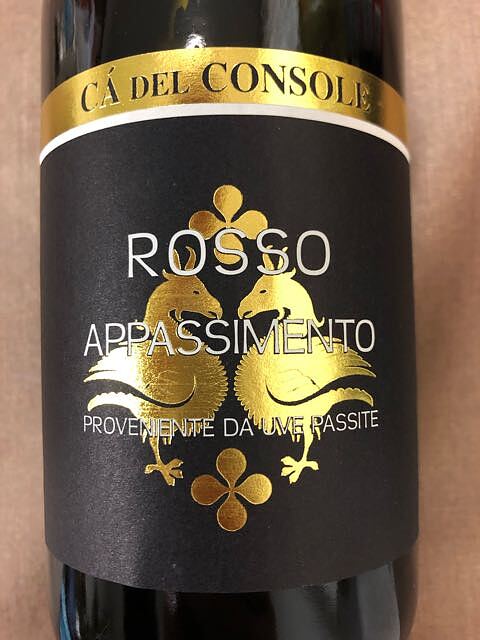 CÁ DEL CONSOLE
ROSSO
APPASSIMENTO
PROVENIENTE DA UVE PASSITE